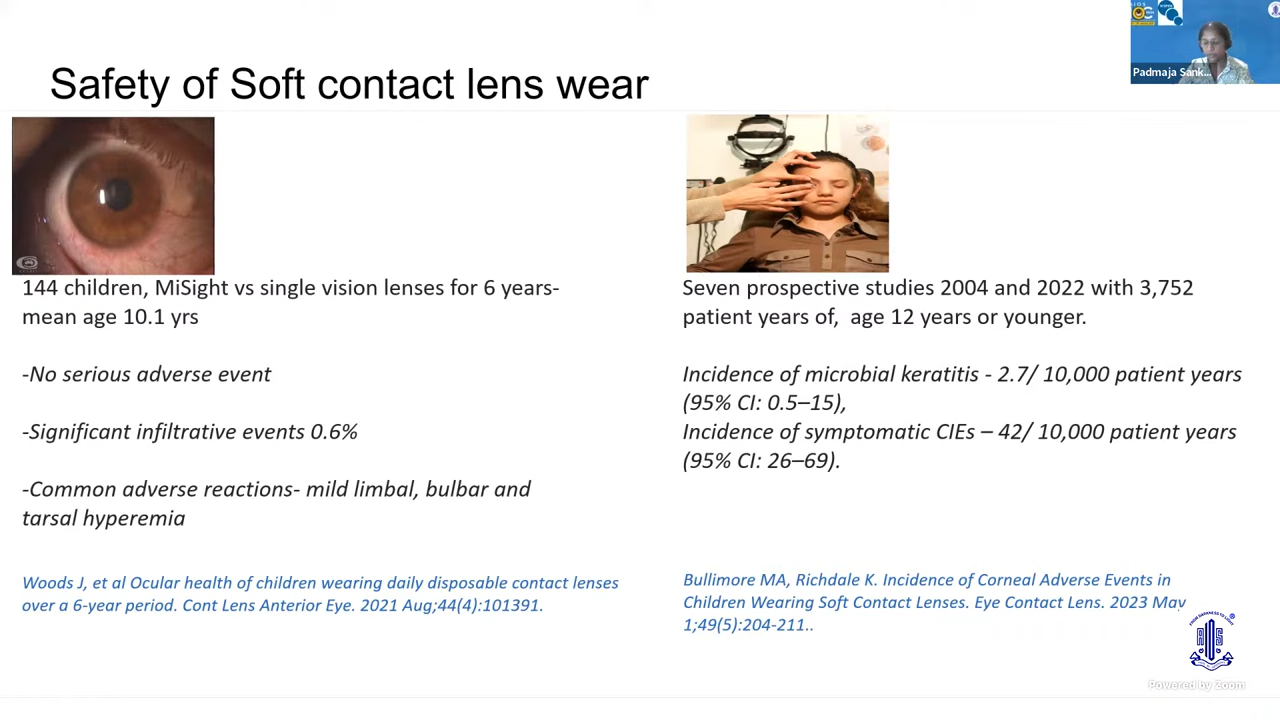 Safety of Soft contact lens wear
Padmaja Sank...
144 children, MiSight vs single vision lenses for 6 years-
mean age 10.1 yrs
-No serious adverse event
-Significant infiltrative events 0.6%
-Common adverse reactions- mild limbal, bulbar and
tarsal hyperemia
Woods J, et al Ocular health of children wearing daily disposable contact lenses
over a 6-year period. Cont Lens Anterior Eye. 2021 Aug;44(4):101391.
Seven prospective studies 2004 and 2022 with 3,752
patient years of, age 12 years or younger.
Incidence of microbial keratitis - 2.7/ 10,000 patient years
(95% CI: 0.5–15),
Incidence of symptomatic CIEs – 42/ 10,000 patient years
(95% CI: 26–69).
Bullimore MA, Richdale K. Incidence of Corneal Adverse Events in
Children Wearing Soft Contact Lenses. Eye Contact Lens. 2023 May
1;49(5):204-211..
Powered by Zoom